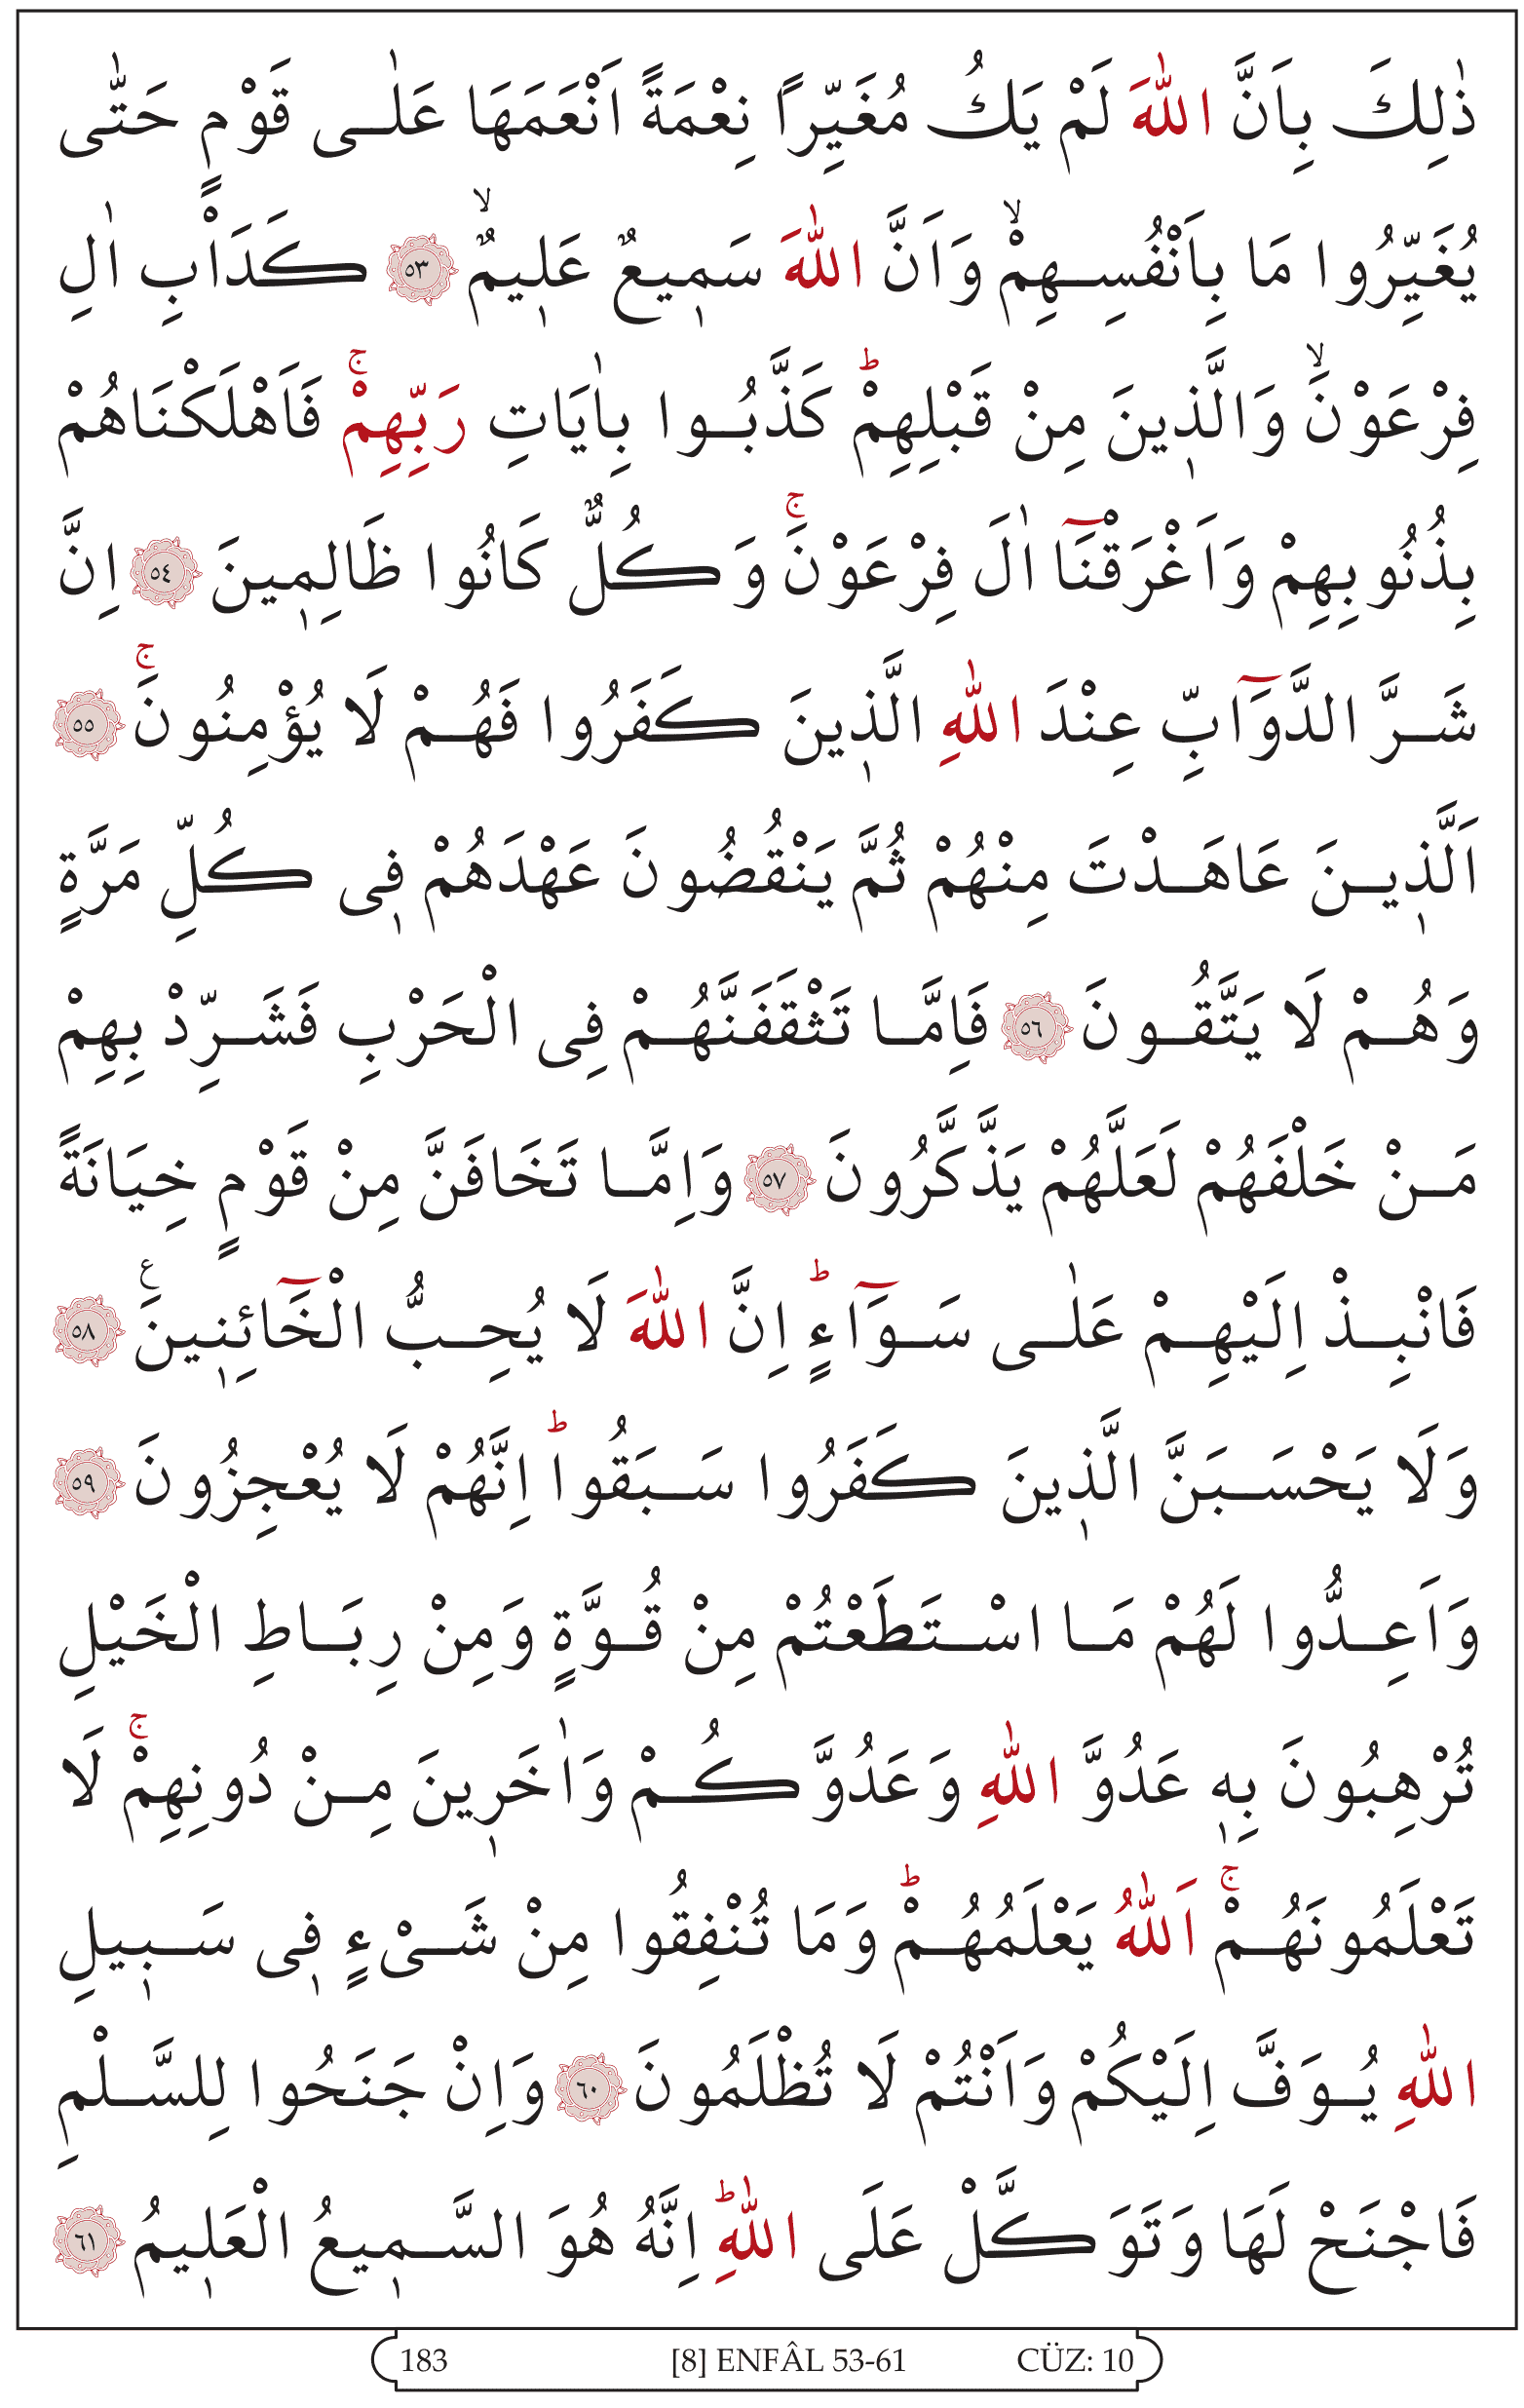 ذٰلِكَ بِاَنَّ اللّٰهَ لَمْ يَكُ مُغَيِّرًا نِعْمَةً اَنْعَمَهَا عَلٰى قَوْمٍ حَتّٰى
يُغَيِّرُوا مَا بِاَنْفُسِهِمْۙ وَاَنَّ اللّٰهَ سَمٖيعٌ عَلٖيمٌۙ ٥٣ كَدَاْبِ اٰلِ
فِرْعَوْنَۙ وَالَّذٖينَ مِنْ قَبْلِهِمْؕ كَذَّبُوا بِاٰيَاتِ رَبِّهِمْۚ فَاَهْلَكْنَاهُمْ
بِذُنُوبِهِمْ وَاَغْرَقْنَٓا اٰلَ فِرْعَوْنَۚ وَكُلٌّ كَانُوا ظَالِمٖينَ ٥٤ اِنَّ
شَرَّ الدَّوَٓابِّ عِنْدَ اللّٰهِ الَّذٖينَ كَفَرُوا فَهُمْ لَا يُؤْمِنُونَۚ ٥٥
اَلَّذٖينَ عَاهَدْتَ مِنْهُمْ ثُمَّ يَنْقُضُونَ عَهْدَهُمْ فٖى كُلِّ مَرَّةٍ
وَهُمْ لَا يَتَّقُونَ ٥٦ فَاِمَّا تَثْقَفَنَّهُمْ فِى الْحَرْبِ فَشَرِّدْ بِهِمْ
مَنْ خَلْفَهُمْ لَعَلَّهُمْ يَذَّكَّرُونَ ٥٧ وَاِمَّا تَخَافَنَّ مِنْ قَوْمٍ خِيَانَةً
فَانْبِذْ اِلَيْهِمْ عَلٰى سَوَٓاءٍؕ اِنَّ اللّٰهَ لَا يُحِبُّ الْخَٓائِنٖينَࣖ ٥٨
وَلَا يَحْسَبَنَّ الَّذٖينَ كَفَرُوا سَبَقُواؕ اِنَّهُمْ لَا يُعْجِزُونَ ٥٩
وَاَعِدُّوا لَهُمْ مَا اسْتَطَعْتُمْ مِنْ قُوَّةٍ وَمِنْ رِبَاطِ الْخَيْلِ
تُرْهِبُونَ بِهٖ عَدُوَّ اللّٰهِ وَعَدُوَّكُمْ وَاٰخَرٖينَ مِنْ دُونِهِمْۚ لَا
تَعْلَمُونَهُمْۚ اَللّٰهُ يَعْلَمُهُمْؕ وَمَا تُنْفِقُوا مِنْ شَىْءٍ فٖى سَبٖيلِ
اللّٰهِ يُوَفَّ اِلَيْكُمْ وَاَنْتُمْ لَا تُظْلَمُونَ ٦٠ وَاِنْ جَنَحُوا لِلسَّلْمِ
فَاجْنَحْ لَهَا وَتَوَكَّلْ عَلَى اللّٰهِؕ اِنَّهُ هُوَ السَّمٖيعُ الْعَلٖيمُ ٦١
183 [8] ENFÂL 53-61 CÜZ: 10